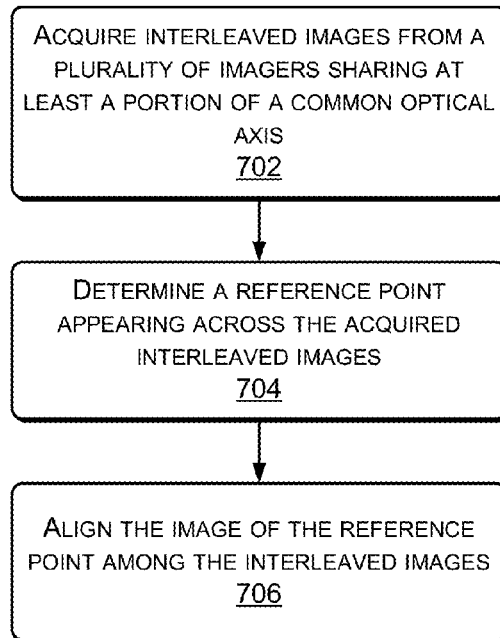 ACQUIRE INTERLEAVED IMAGES FROM A
PLURALITY OF IMAGERS SHARING AT
LEAST A PORTION OF A COMMON OPTICAL
AXIS
702
DETERMINE A REFERENCE POINT
APPEARING ACROSS THE ACQUIRED
INTERLEAVED IMAGES
704
ALIGN THE IMAGE OF THE REFERENCE
POINT AMONG THE INTERLEAVED IMAGES
706